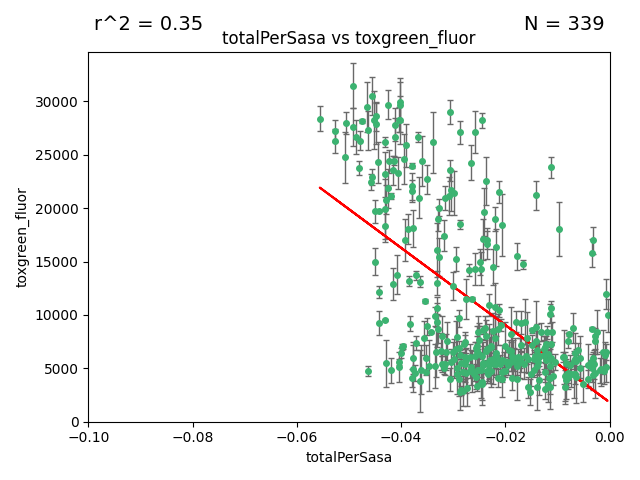 r^2 = 0.35
N = 339
totalPerSasa vs toxgreen_fluor
toxgreen_fluor
30000
25000
20000
15000
10000
5000
0
−0.10
−0.08
−0.06
−0.04
−0.02
0.00
totalPerSasa